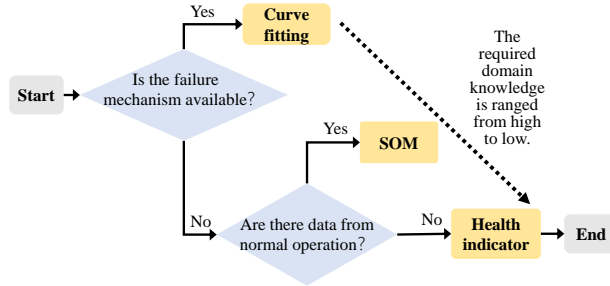 Start
Is the failure
mechanism available?
Yes
Curve
fitting
The
required
domain
knowledge
is ranged
from high
to low.
No
Are there data from
normal operation?
Yes
SOM
No
Health
indicator
End